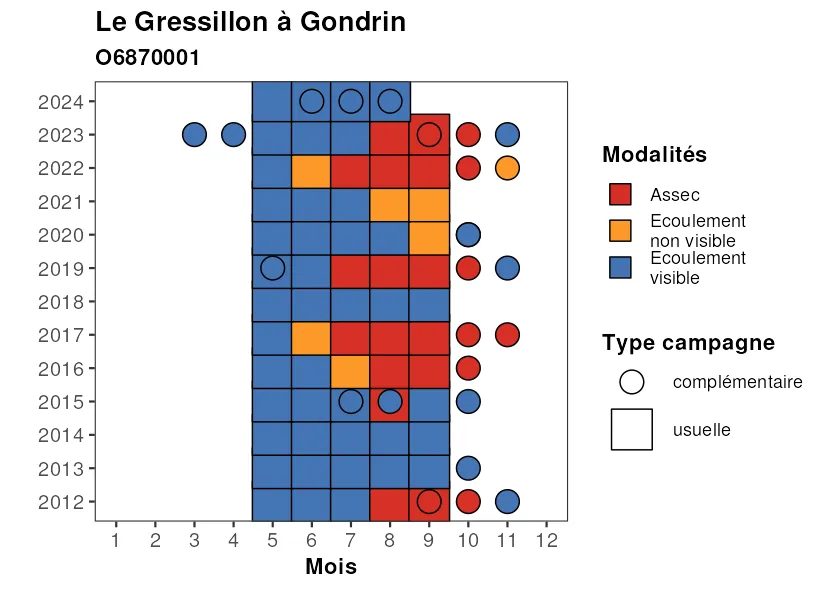 Le Gressillon à Gondrin
O6870001
2024
2023
2022
2021
2020
2019
2018
2017
2016
2015
2014
2013
2012
1 2 3 4 5 6 7 8 9 10 11 12
Mois
Modalités
Assec
Ecoulement
non visible
Ecoulement
visible
Type campagne
complémentaire
usuelle